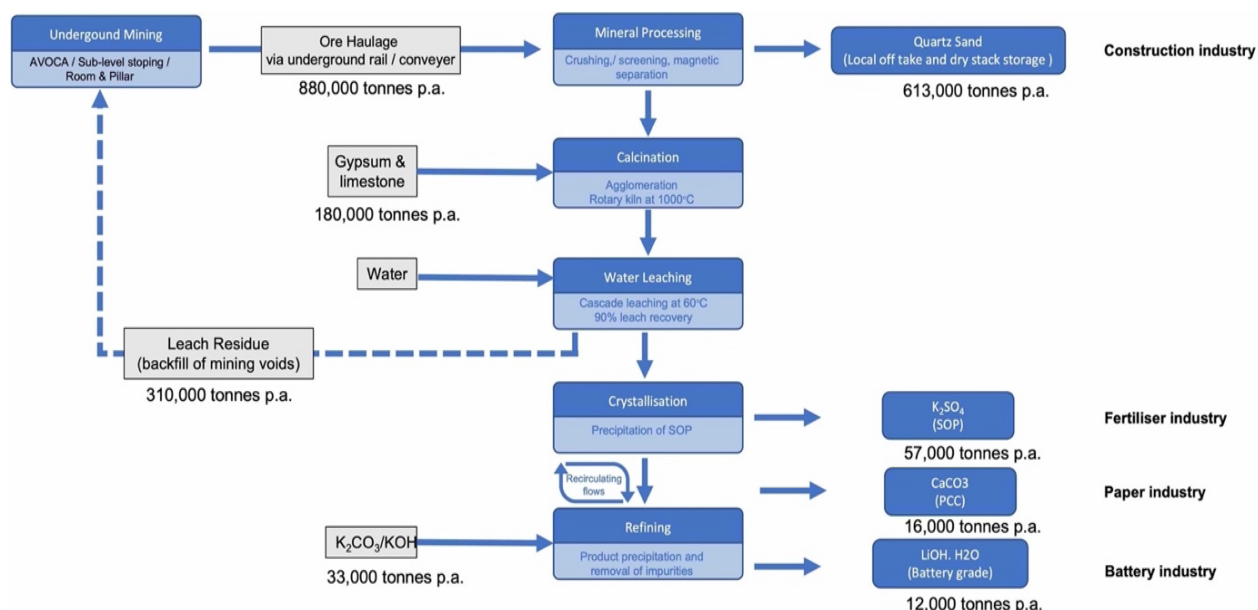 Undergound Mining
AVOCA / Sub-level stoping /
Room & Pillar
Ore Haulage
via underground rail / conveyer
880,000 tonnes p.a.
Mineral Processing
Crushing,/ screening, magnetic
separation
Quartz Sand
(Local off take and dry stack storage )
613,000 tonnes p.a.
Construction industry
Gypsum &
limestone
180,000 tonnes p.a.
Calcination
Agglomeration
Rotary kiln at 1000°C
Water
Water Leaching
Cascade leaching at 60°C
90% leach recovery
Leach Residue
(backfill of mining voids)
310,000 tonnes p.a.
Crystallisation
Precipitation of SOP
K₂SO₄
(SOP)
57,000 tonnes p.a.
Fertiliser industry
Recirculating
flows
CaCO3
(PCC)
16,000 tonnes p.a.
Paper industry
K₂CO₃/KOH
33,000 tonnes p.a.
Refining
Product precipitation and
removal of impurities
LiOH. H2O
(Battery grade)
12,000 tonnes p.a.
Battery industry